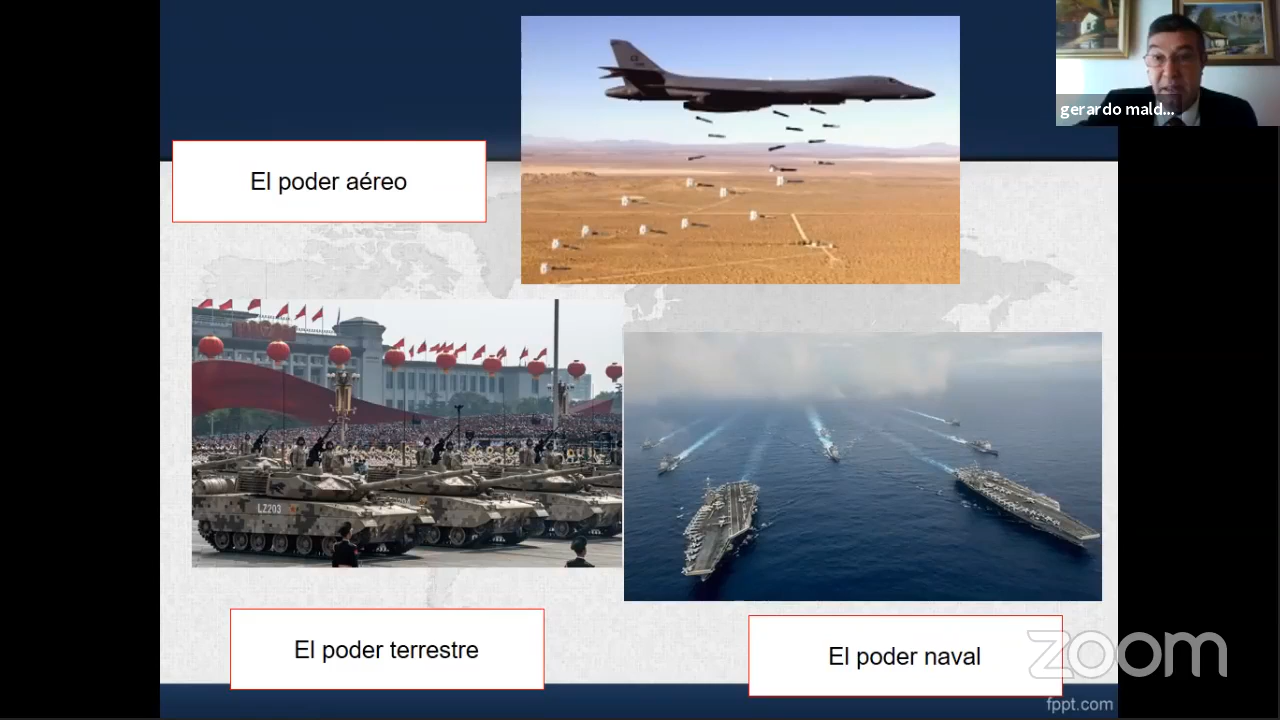 gerardo mald...
El poder aéreo
LZ203
El poder terrestre
El poder naval
zoom
fppt.com